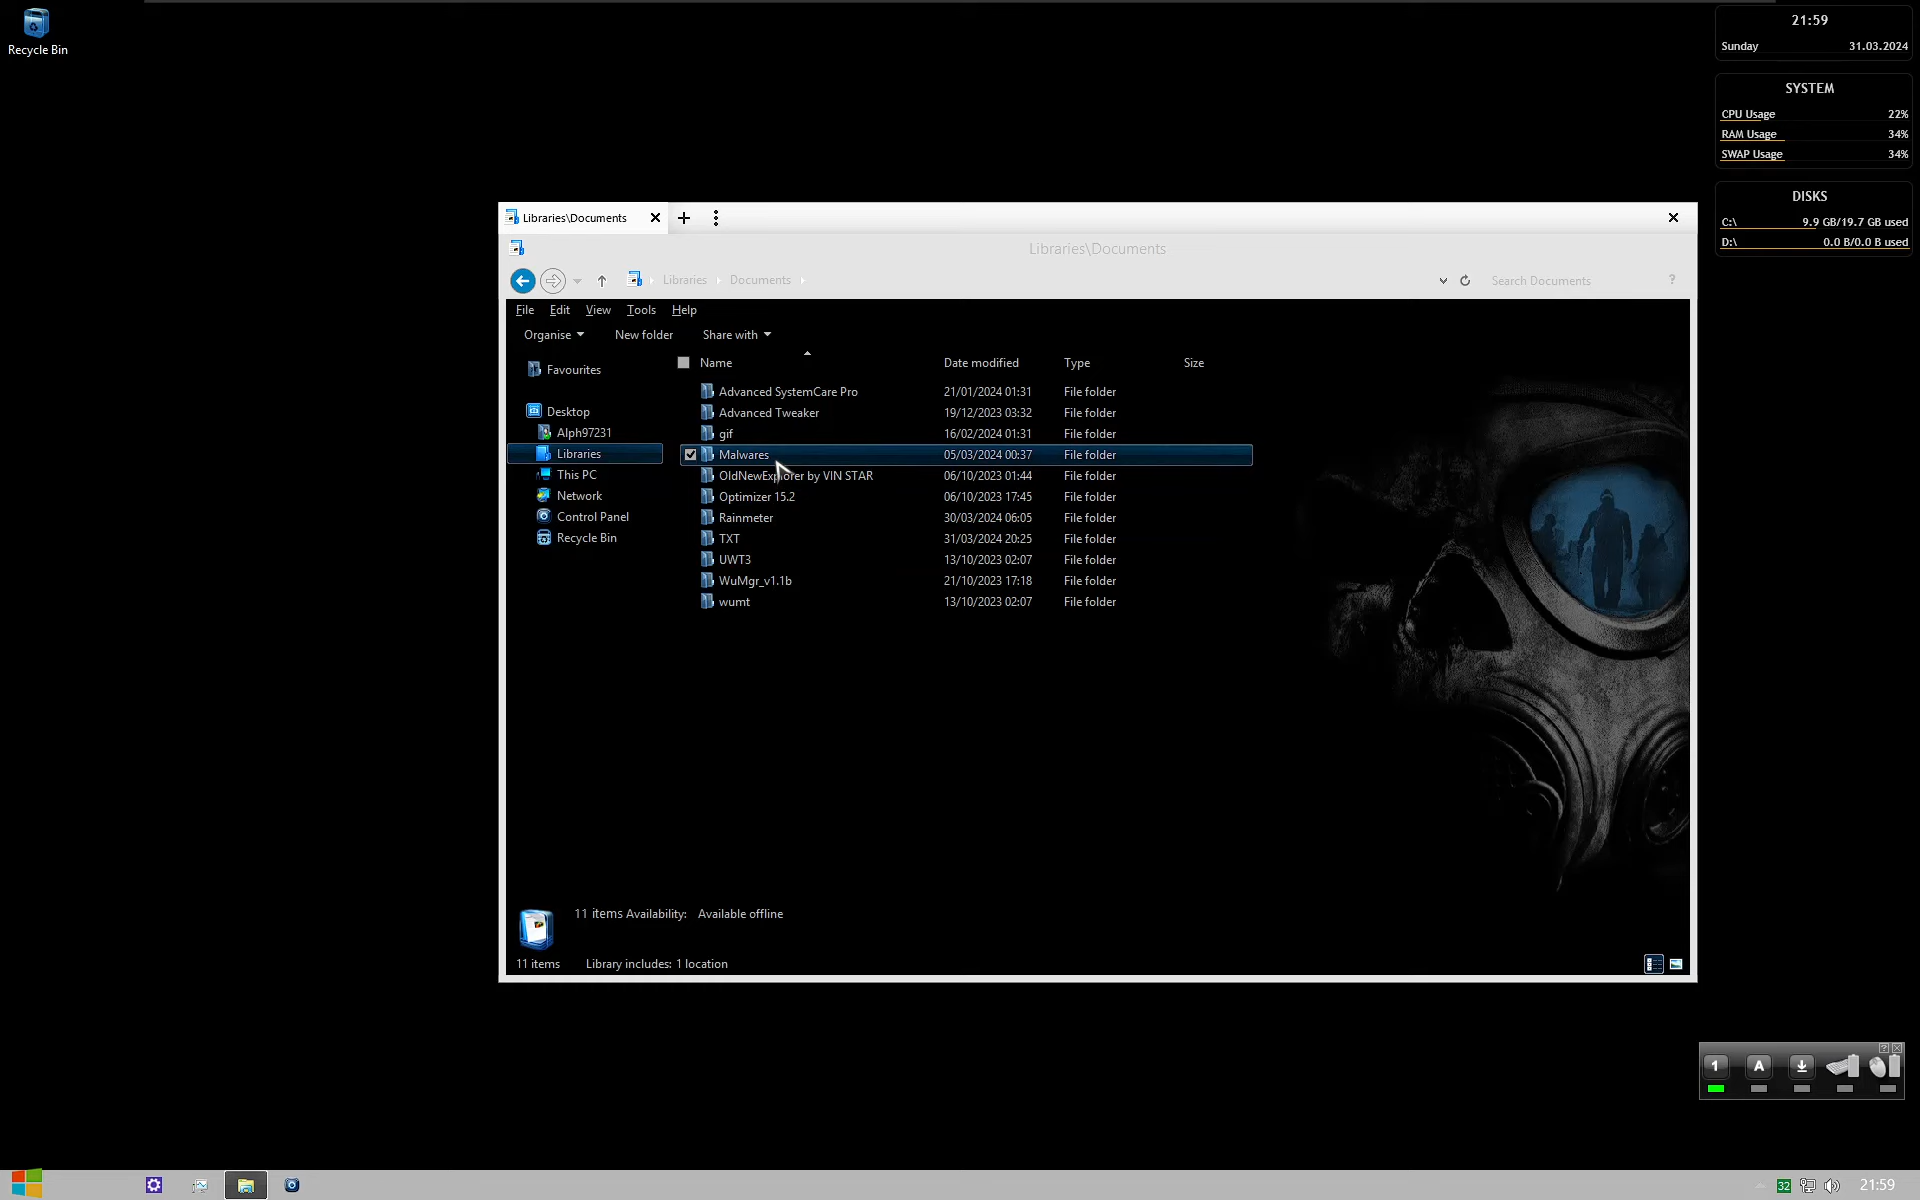 Recycle Bin
21:59
Sunday 31.03.2024
SYSTEM
CPU Usage 22%
RAM Usage 34%
SWAP Usage 34%
DISKS
C:\ 9.9 GB/19.7 GB used
D:\ 0.0 B/0.0 B used
Libraries\Documents
Libraries\Documents
Libraries Documents
Search Documents
?
File Edit View Tools Help
Organise New folder Share with
Name Date modified Type Size
Favourites
Desktop
Alph97231
Libraries
This PC
Network
Control Panel
Recycle Bin
Advanced SystemCare Pro 21/01/2024 01:31 File folder
Advanced Tweaker 19/12/2023 03:32 File folder
gif 16/02/2024 01:31 File folder
Malwares 05/03/2024 00:37 File folder
OldNewExplorer by VIN STAR 06/10/2023 01:44 File folder
Optimizer 15.2 06/10/2023 17:45 File folder
Rainmeter 30/03/2024 06:05 File folder
TXT 31/03/2024 20:25 File folder
UWT3 13/10/2023 02:07 File folder
WuMgr_v1.1b 21/10/2023 17:18 File folder
wumt 13/10/2023 02:07 File folder
11 items Availability: Available offline
11 items Library includes: 1 location
1 A
32 21:59